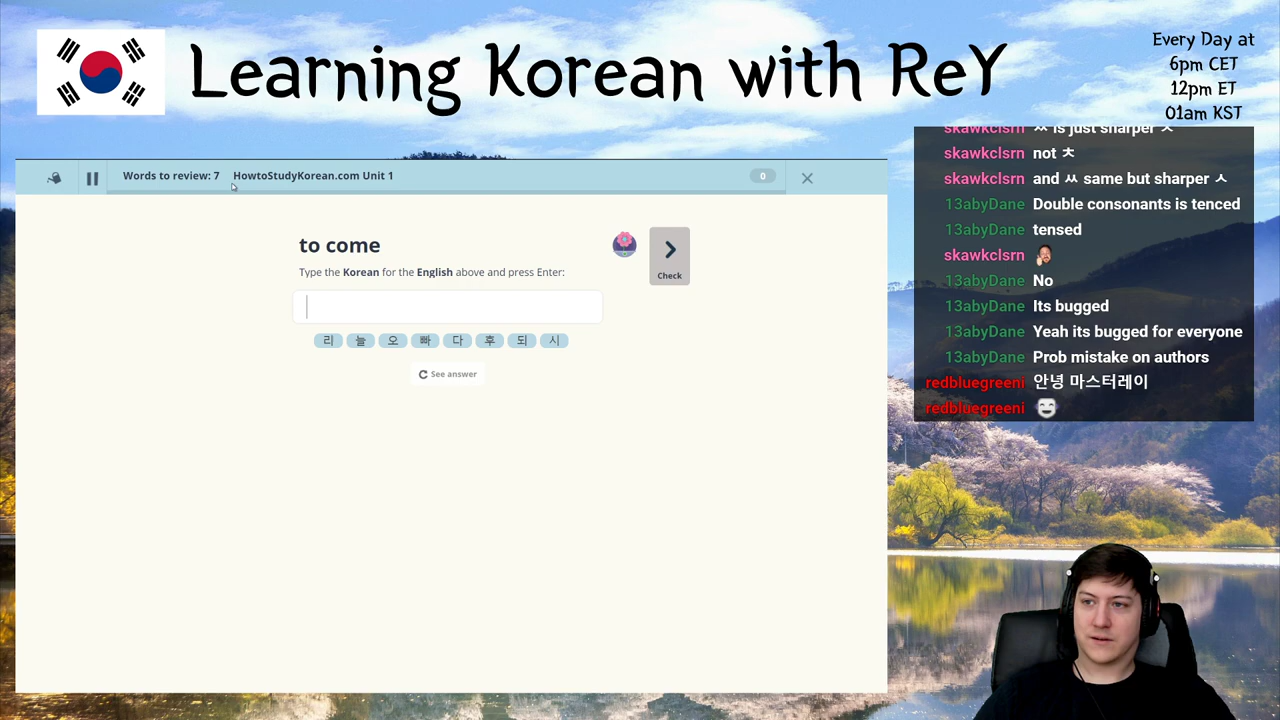 Learning Korean with ReY
Every Day at
6pm CET
12pm ET
01am KST
Words to review: 7 HowtoStudyKorean.com Unit 1
0
to come
Check
Type the Korean for the English above and press Enter:
리 늘 오 빠 다 후 되 시
See answer
skawkclsrn ㅆ is just sharper ㅅ
skawkclsrn not ㅊ
skawkclsrn and ㅆ same but sharper ㅅ
13abyDane Double consonants is tenced
13abyDane tensed
skawkclsrn
13abyDane No
13abyDane Its bugged
13abyDane Yeah its bugged for everyone
13abyDane Prob mistake on authors
redbluegreeni 안녕 마스터레이
redbluegreeni